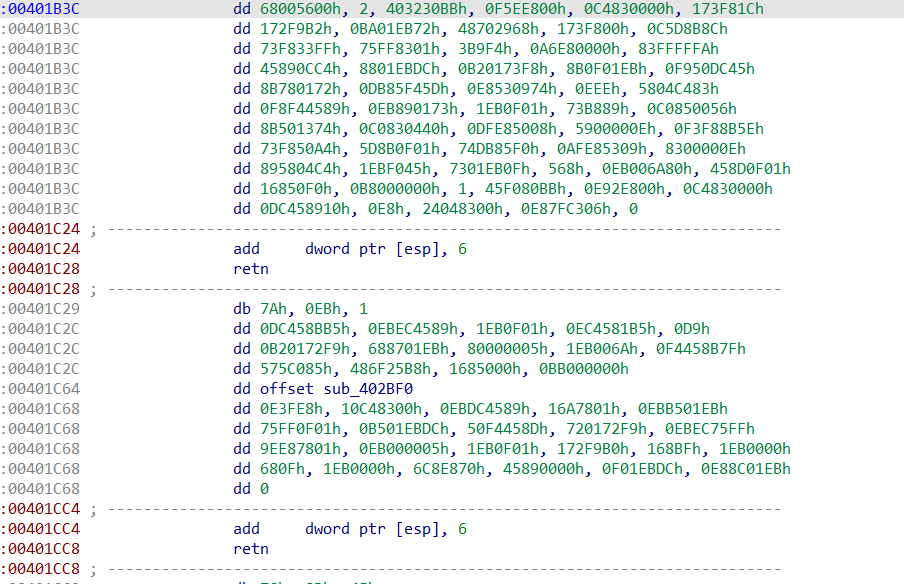 :00401B3C dd 68005600h, 2, 403230BBh, 0F5EE800h, 0C4830000h, 173F81Ch
:00401B3C dd 172F9B2h, 0BA01EB72h, 48702968h, 173F800h, 0C5D8B8Ch
:00401B3C dd 73F833FFh, 75FF8301h, 3B9F4h, 0A6E80000h, 83FFFFFAh
:00401B3C dd 45890CC4h, 8801EBDCh, 0B20173F8h, 8B0F01EBh, 0F950DC45h
:00401B3C dd 8B780172h, 0DB85F45Dh, 0E8530974h, 0EEEh, 5804C483h
:00401B3C dd 0F8F44589h, 0EB890173h, 1EB0F01h, 73B889h, 0C0850056h
:00401B3C dd 8B501374h, 0C0830440h, 0DFE85008h, 5900000Eh, 0F3F88B5Eh
:00401B3C dd 73F850A4h, 5D8B0F01h, 74DB85F0h, 0AFE85309h, 8300000Eh
:00401B3C dd 895804C4h, 1EBF045h, 7301EB0Fh, 568h, 0EB006A80h, 458D0F01h
:00401B3C dd 16850F0h, 0B8000000h, 1, 45F080BBh, 0E92E800h, 0C4830000h
:00401B3C dd 0DC458910h, 0E8h, 24048300h, 0E87FC306h, 0
:00401C24 ; ---------------------------------------------------------------------------
:00401C24 add dword ptr [esp], 6
:00401C28 retn
:00401C28 ; ---------------------------------------------------------------------------
:00401C29 db 7Ah, 0EBh, 1
:00401C2C dd 0DC458BB5h, 0EBEC4589h, 1EB0F01h, 0EC4581B5h, 0D9h
:00401C2C dd 0B20172F9h, 688701EBh, 80000005h, 1EB006Ah, 0F4458B7Fh
:00401C2C dd 575C085h, 486F25B8h, 1685000h, 0BB000000h
:00401C64 dd offset sub_402BF0
:00401C68 dd 0E3FE8h, 10C48300h, 0EBDC4589h, 16A7801h, 0EBB501EBh
:00401C68 dd 75FF0F01h, 0B501EBDCh, 50F4458Dh, 720172F9h, 0EBEC75FFh
:00401C68 dd 9EE87801h, 0EB000005h, 1EB0F01h, 172F9B0h, 168BFh, 1EB0000h
:00401C68 dd 680Fh, 1EB0000h, 6C8E870h, 45890000h, 0F01EBDCh, 0E88C01EBh
:00401C68 dd 0
:00401CC4 ; ---------------------------------------------------------------------------
:00401CC4 add dword ptr [esp], 6
:00401CC8 retn
:00401CC8 ; ---------------------------------------------------------------------------